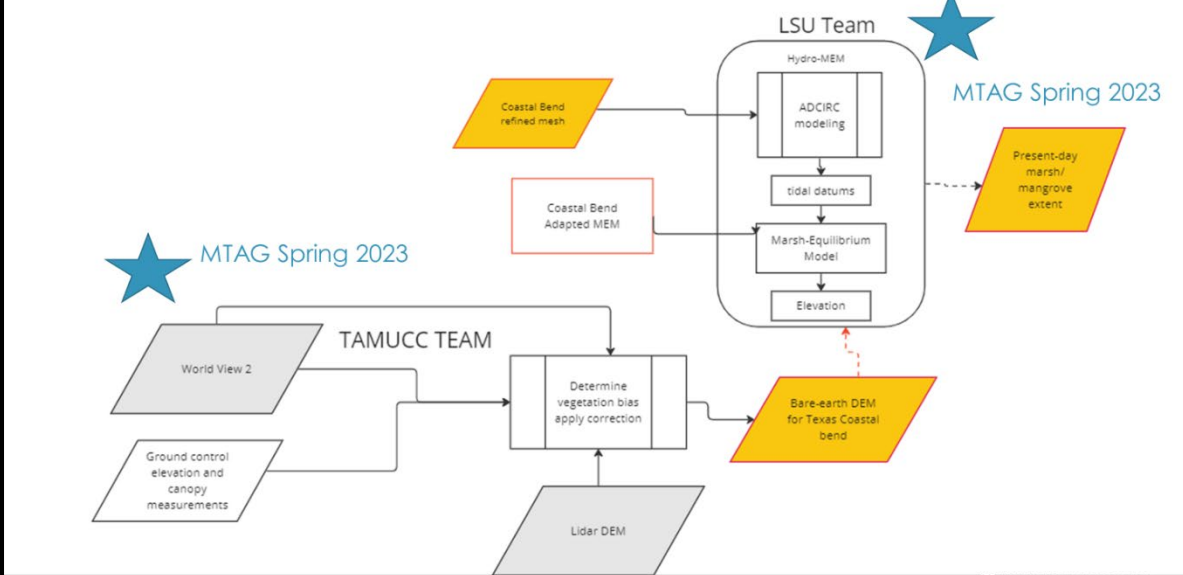 LSU Team
Hydro-MEM
MTAG Spring 2023
Coastal Bend
refined mesh
ADCIRC
modeling
Present-day
marsh/
mangrove
extent
tidal datums
Coastal Bend
Adapted MEM
Marsh-Equilibrium
Model
Elevation
MTAG Spring 2023
TAMUCC TEAM
World View 2
Determine
vegetation bias
apply correction
Bare-earth DEM
for Texas Coastal
bend
Ground control
elevation and
canopy
measurements
Lidar DEM